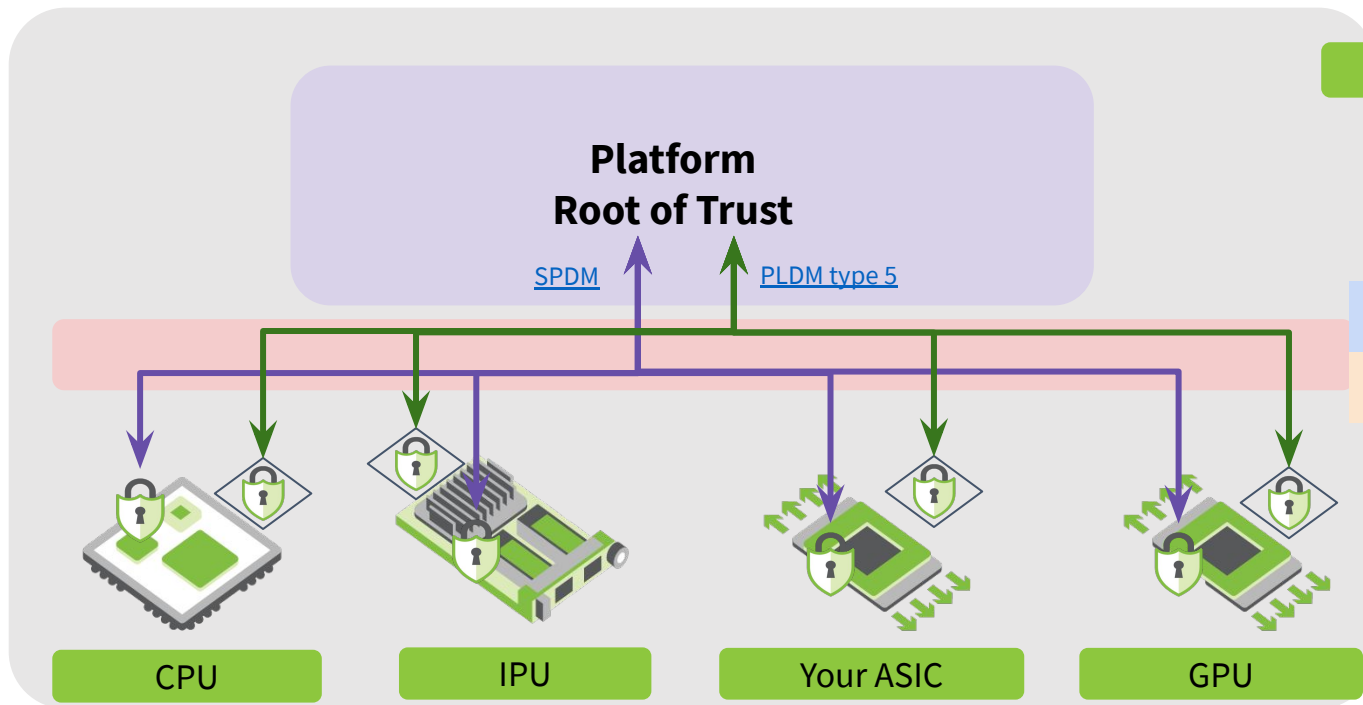 Platform
Root of Trust
SPDM
PLDM type 5
CPU
IPU
Your ASIC
GPU